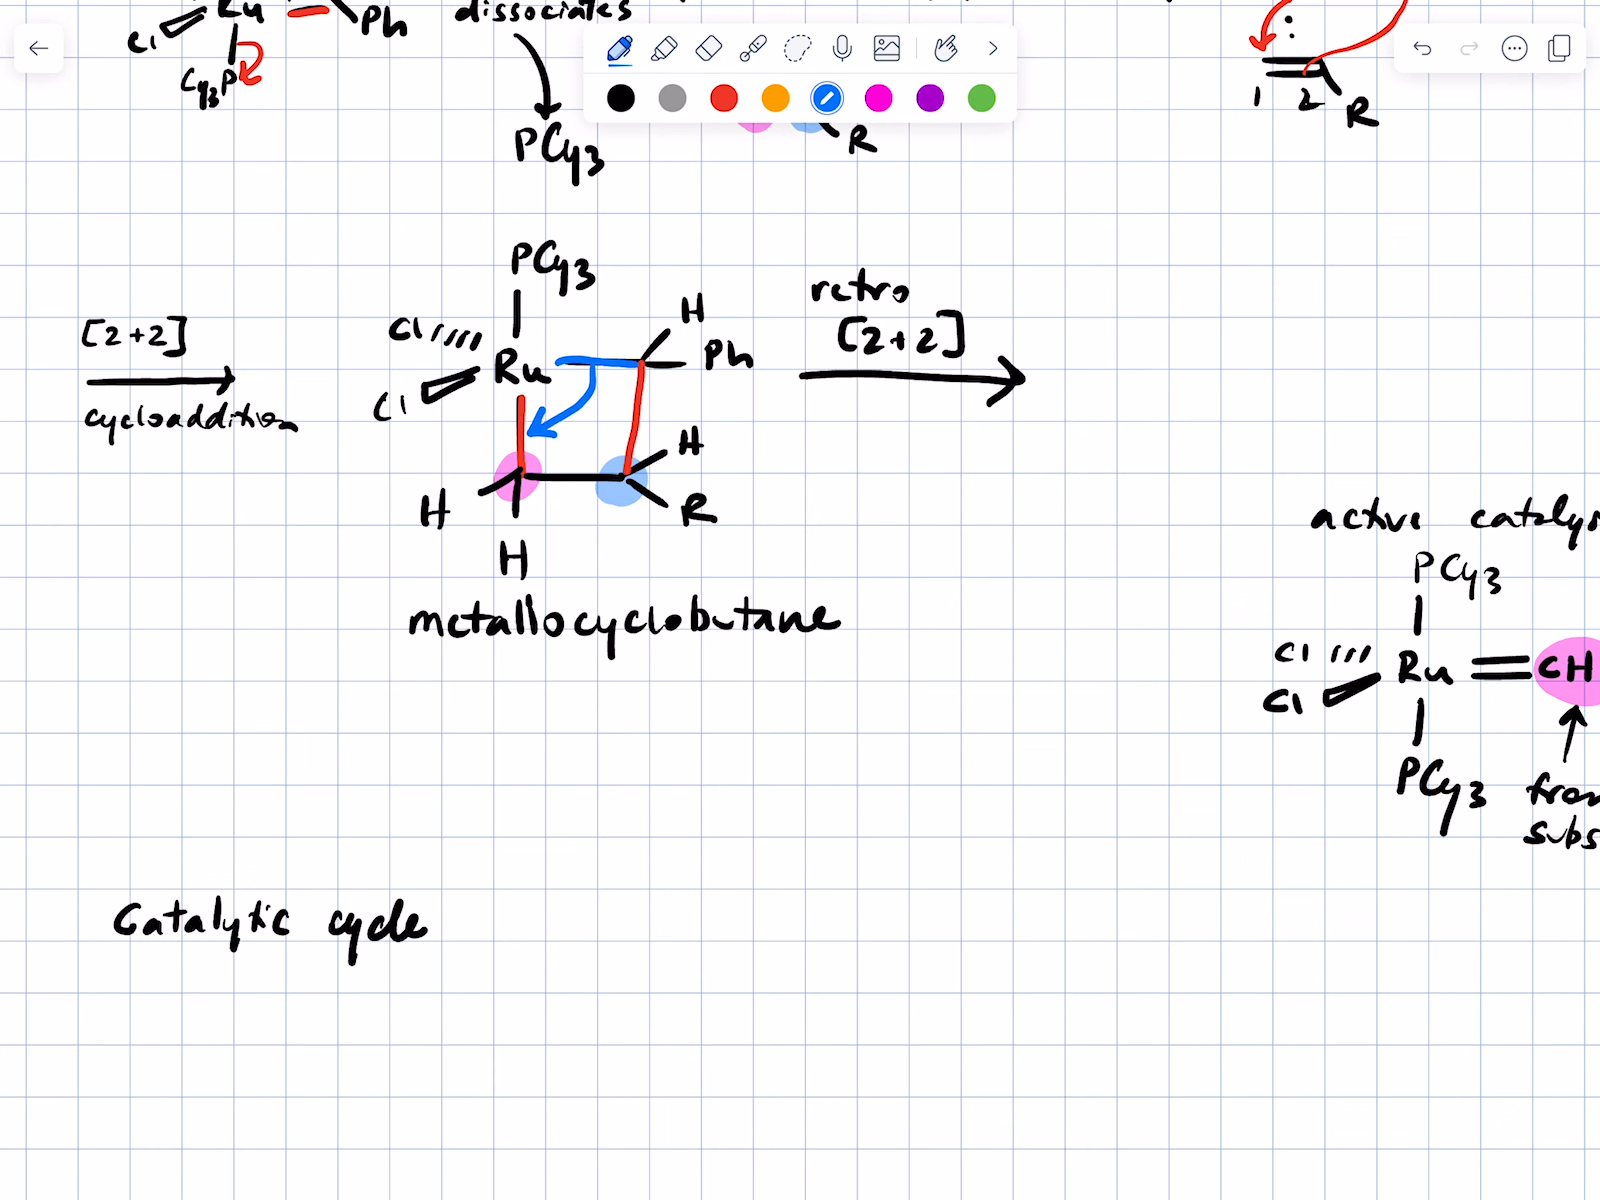 Ru
Cl
Ph
dissociates
Cy3P
PCy3
R
:
1 2
R
PCy3
retro
[2+2]
[2+2]
cycloaddition
Cl
Ru
Cl
H
Ph
H
H
R
H
metallocyclobutane
active
PCy3
Cl
Ru
CH
Cl
PCy3
Catalytic cycle